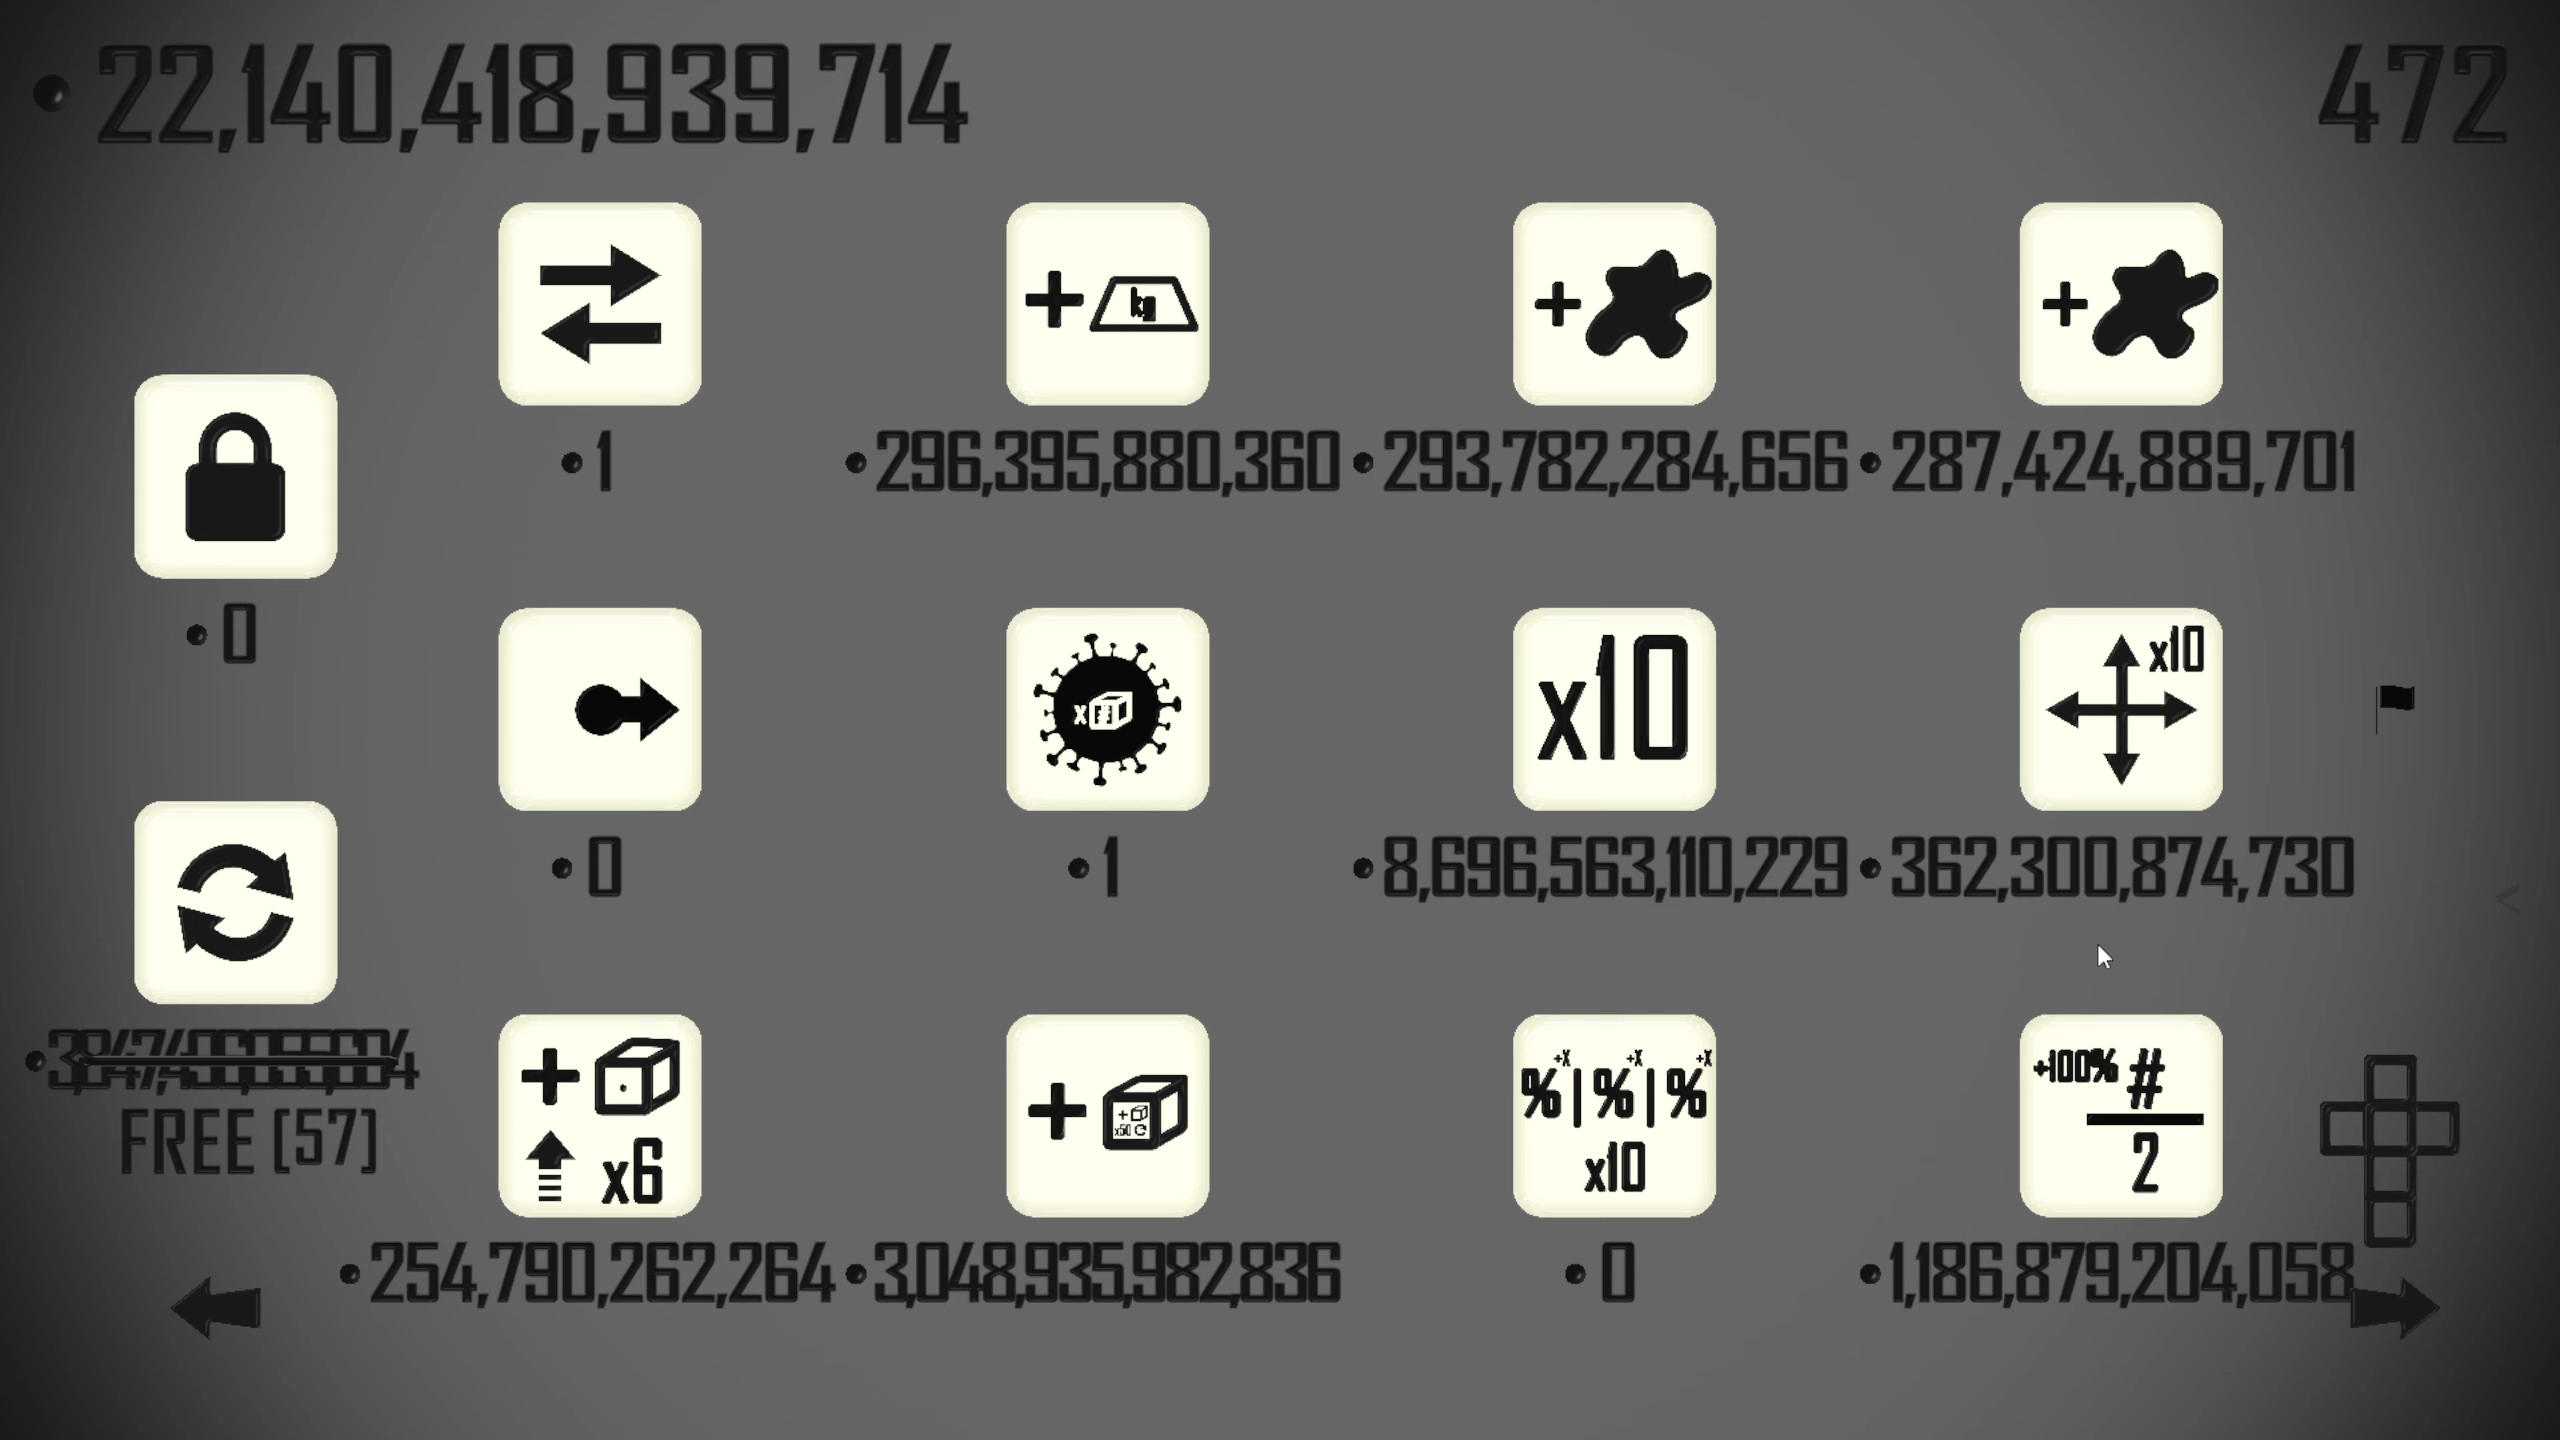 22,140,418,939,714
472
+ kg
+
+
1
296,395,880,360
293,782,284,656
287,424,889,701
0
x#
x10
x10
0
1
8,696,563,110,229
362,300,874,730
<
FREE [57]
+
x6
+
+
x50
%+x|%+x|%+x
x10
+100% #
2
254,790,262,264
3,048,935,982,836
0
1,186,879,204,058